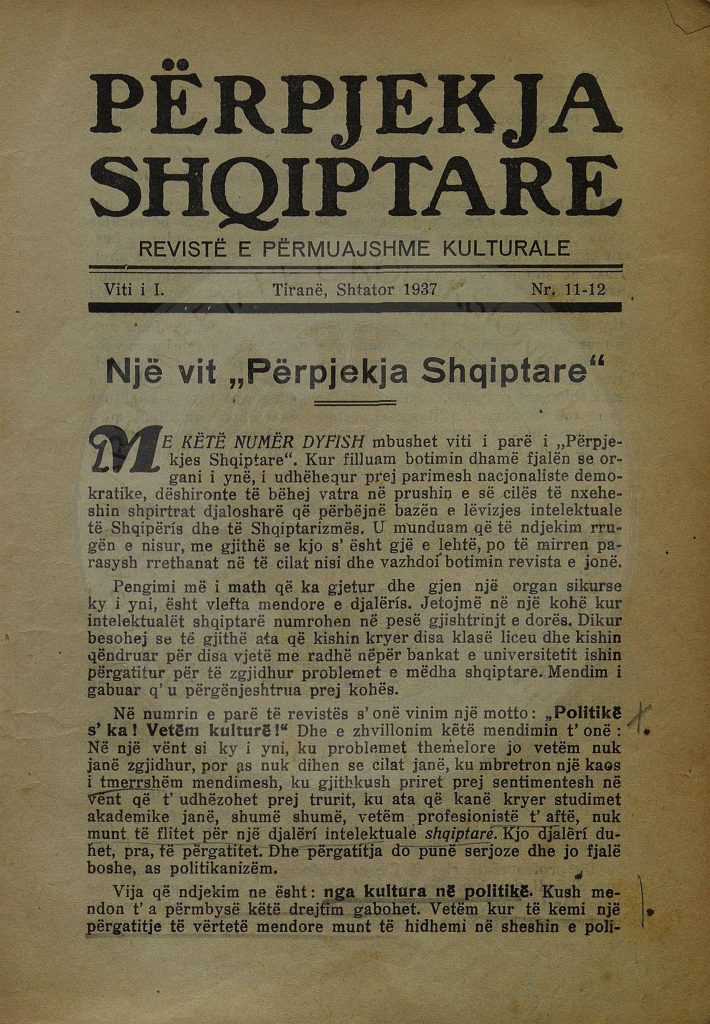 PËRPJEKJA
SHQIPTARE
REVISTË E PËRMUAJSHME KULTURALE
Viti i I. Tiranë, Shtator 1937 Nr. 11-12
Një vit „Përpjekja Shqiptare“
ME KËTË NUMËR DYFISH mbushet viti i parë i „Përpje-
kjes Shqiptare“. Kur filluam botimin dhamë fjalën se or-
gani i ynë, i udhëhequr prej parimesh nacjonaliste demo-
kratike, dëshironte të bëhej vatra në prushin e së cilës të nxehe-
shin shpirtrat djalosharë që përbëjnë bazën e lëvizjes intelektuale
të Shqipëris dhe të Shqiptarizmës. U munduam që të ndjekim rru-
gën e nisur, me gjithë se kjo s' ësht gjë e lehtë, po të mirren pa-
rasysh rrethanat në të cilat nisi dhe vazhdoi botimin revista e jonë.
Pengimi më i math që ka gjetur dhe gjen një organ sikurse
ky i yni, ësht vlefta mendore e djalëris. Jetojmë në një kohë kur
intelektualët shqiptarë numrohen në pesë gjishtrinjt e dorës. Dikur
besohej se të gjithë ata që kishin kryer disa klasë liceu dhe kishin
qëndruar për disa vjetë me radhë nëpër bankat e universitetit ishin
përgatitur për të zgjidhur problemet e mëdha shqiptare. Mendim i
gabuar q' u përgënjeshtrua prej kohës.
Në numrin e parë të revistës s' onë vinim një motto: „Politikë
s' ka! Vetëm kulturë!“ Dhe e zhvillonim këtë mendimin t' onë:
Në një vënt si ky i yni, ku problemet themelore jo vetëm nuk
janë zgjidhur, por as nuk dihen se cilat janë, ku mbretron një kaos
i tmerrshëm mendimesh, ku gjithkush priret prej sentimentesh në
vënt që t' udhëzohet prej trurit, ku ata që kanë kryer studimet
akademike janë, shumë shumë, vetëm profesionistë t' aftë, nuk
munt të flitet për një djalëri intelektuale shqiptarë. Kjo djalëri du-
het, pra, të përgatitet. Dhe përgatitja do punë serjoze dhe jo fjalë
boshe, as politikanizëm.
Vija që ndjekim ne ësht: nga kultura në politikë. Kush me-
ndon t' a përmbysë këtë drejtim gabohet. Vetëm kur të kemi një
përgatitje të vërtetë mendore munt të hidhemi në sheshin e poli-